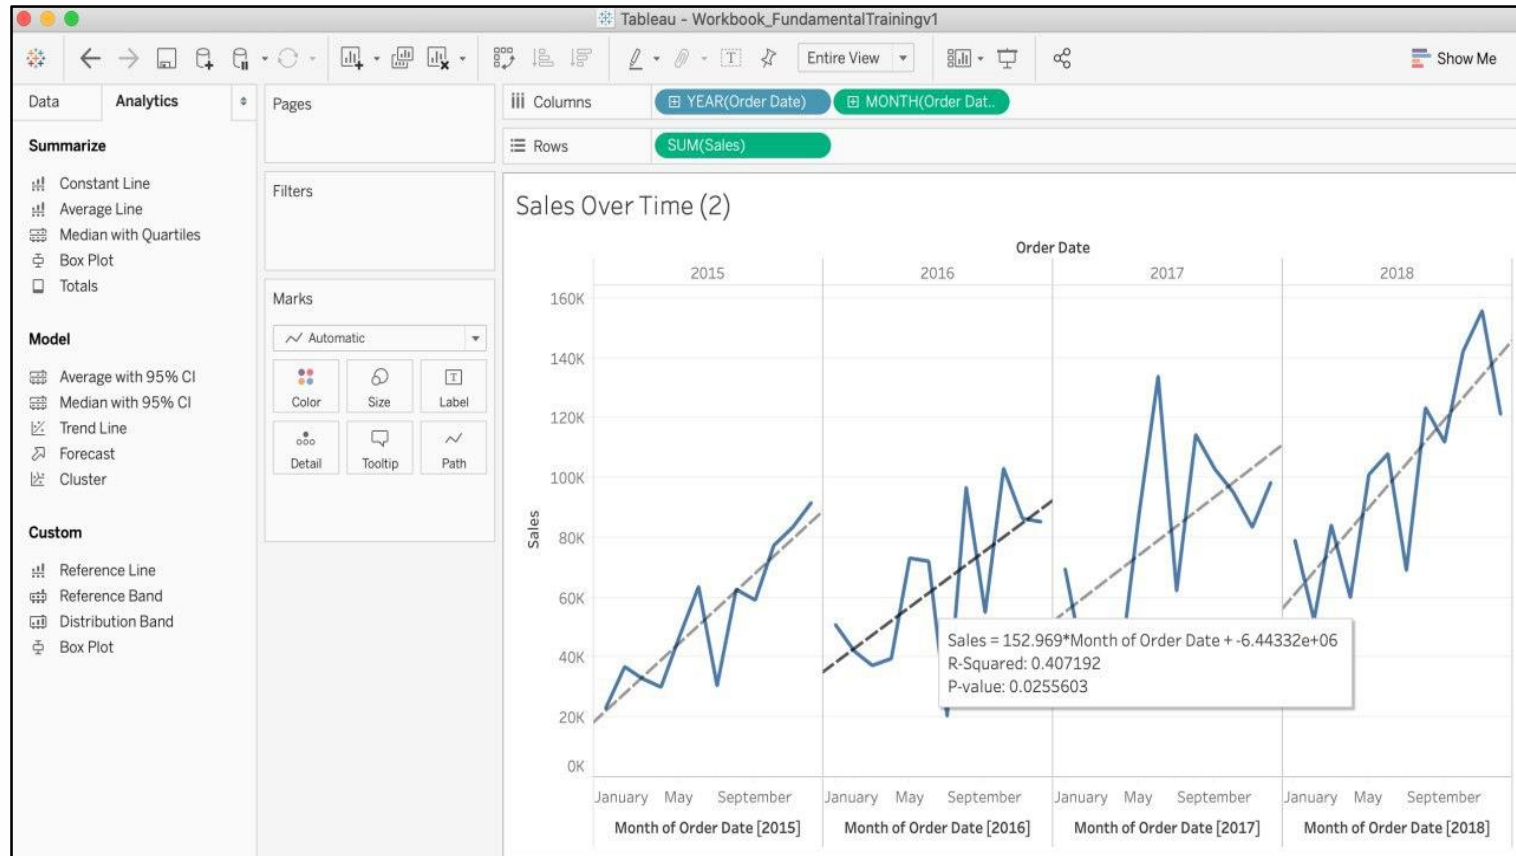 Tableau - Workbook_FundamentalTrainingv1
Entire View
Show Me
Data
Analytics
Summarize
Constant Line
Average Line
Median with Quartiles
Box Plot
Totals
Model
Average with 95% CI
Median with 95% CI
Trend Line
Forecast
Cluster
Custom
Reference Line
Reference Band
Distribution Band
Box Plot
Pages
Filters
Marks
Automatic
Color Size Label
Detail Tooltip Path
Columns YEAR(Order Date) MONTH(Order Dat..
Rows SUM(Sales)
Sales Over Time (2)
Order Date
2015 2016 2017 2018
160K
140K
120K
100K
80K
60K
40K
20K
0K
Sales
Sales = 152.969*Month of Order Date + -6.44332e+06
R-Squared: 0.407192
P-value: 0.0255603
January May September January May September January May September January May September
Month of Order Date [2015] Month of Order Date [2016] Month of Order Date [2017] Month of Order Date [2018]